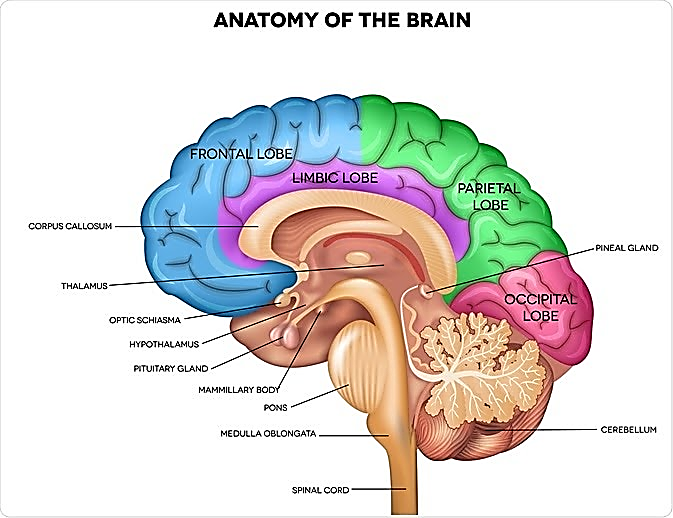 ANATOMY OF THE BRAIN
FRONTAL LOBE
LIMBIC LOBE
PARIETAL
LOBE
CORPUS CALLOSUM
PINEAL GLAND
THALAMUS
OCCIPITAL
LOBE
OPTIC SCHIASMA
HYPOTHALAMUS
PITUITARY GLAND
MAMMILLARY BODY
PONS
MEDULLA OBLONGATA
CEREBELLUM
SPINAL CORD